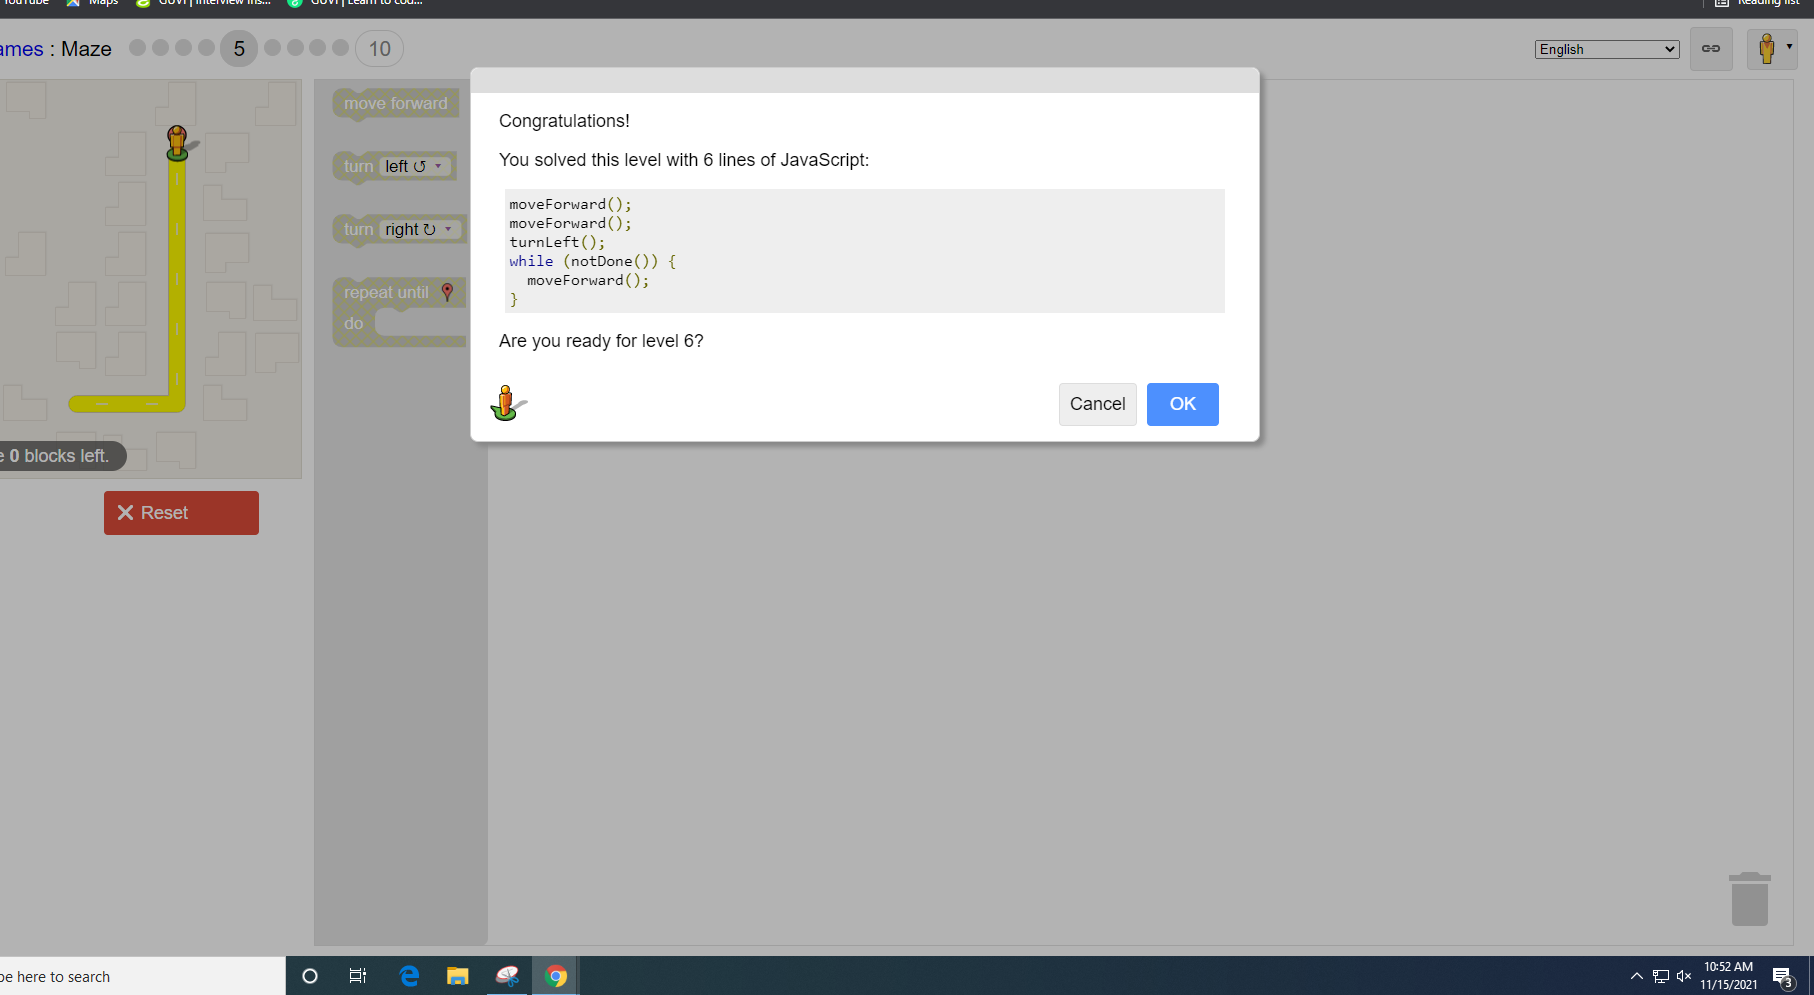 YouTube Maps GUVI | Interview Ins... GUVI | Learn to cod... Reading list
ames : Maze 5 10 English
move forward
turn left ↺
turn right ↻
repeat until
do
0 blocks left.
Reset
Congratulations!
You solved this level with 6 lines of JavaScript:
moveForward();
moveForward();
turnLeft();
while (notDone()) {
  moveForward();
}
Are you ready for level 6?
Cancel OK
pe here to search
10:52 AM
11/15/2021
3